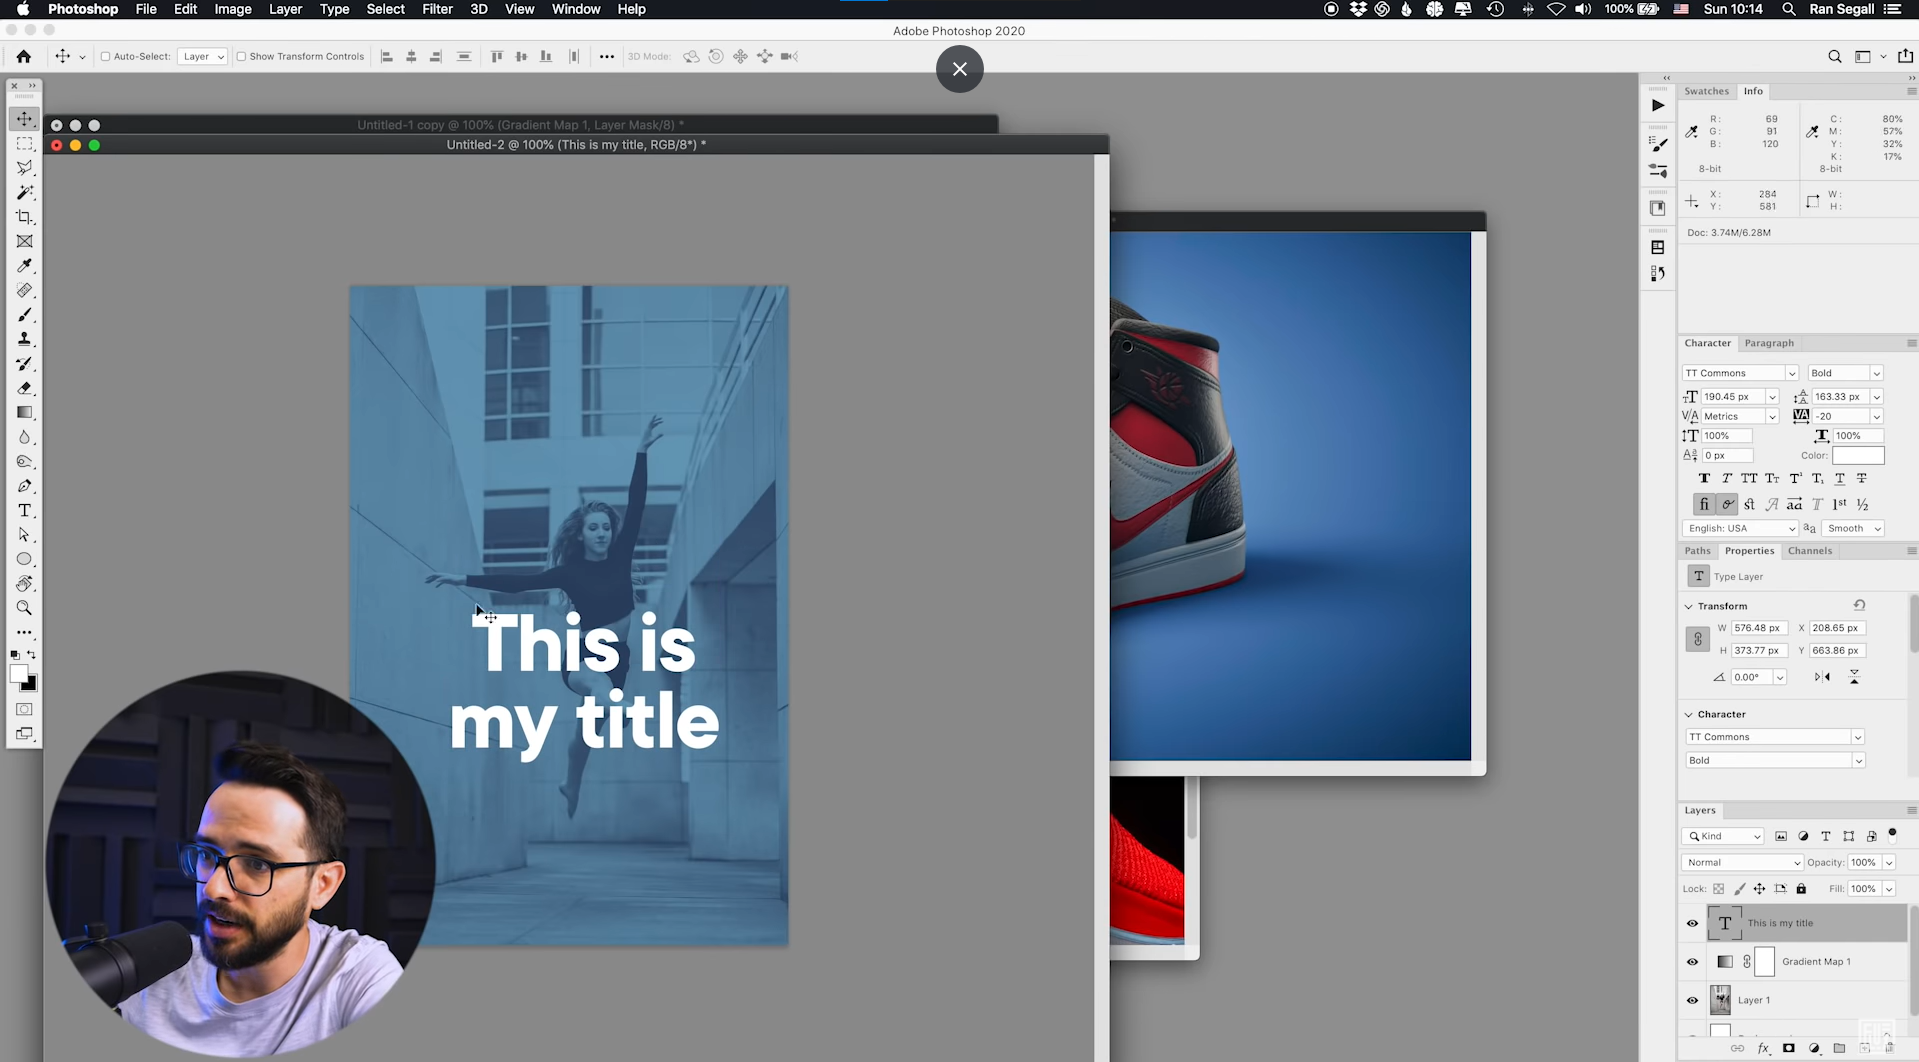 Photoshop File Edit Image Layer Type Select Filter 3D View Window Help 100% Sun 10:14 Ran Segall
Adobe Photoshop 2020
Auto-Select: Layer Show Transform Controls 3D Mode:
Swatches Info
Untitled-1 copy @ 100% (Gradient Map 1, Layer Mask/8) *
Untitled-2 @ 100% (This is my title, RGB/8*) *
R: 69 C: 80%
G: 91 M: 57%
B: 120 Y: 32%
K: 17%
8-bit 8-bit
X: 284 W:
Y: 581 H:
Doc: 3.74M/6.28M
Character Paragraph
TT Commons Bold
190.45 px 163.33 px
Metrics -20
100% 100%
0 px Color:
English: USA aa Smooth
Paths Properties Channels
Type Layer
Transform
W 576.48 px X 208.65 px
H 373.77 px Y 663.86 px
0.00°
Character
TT Commons
Bold
This is
my title
Layers
Kind
Normal Opacity: 100%
Lock: Fill: 100%
This is my title
Gradient Map 1
Layer 1